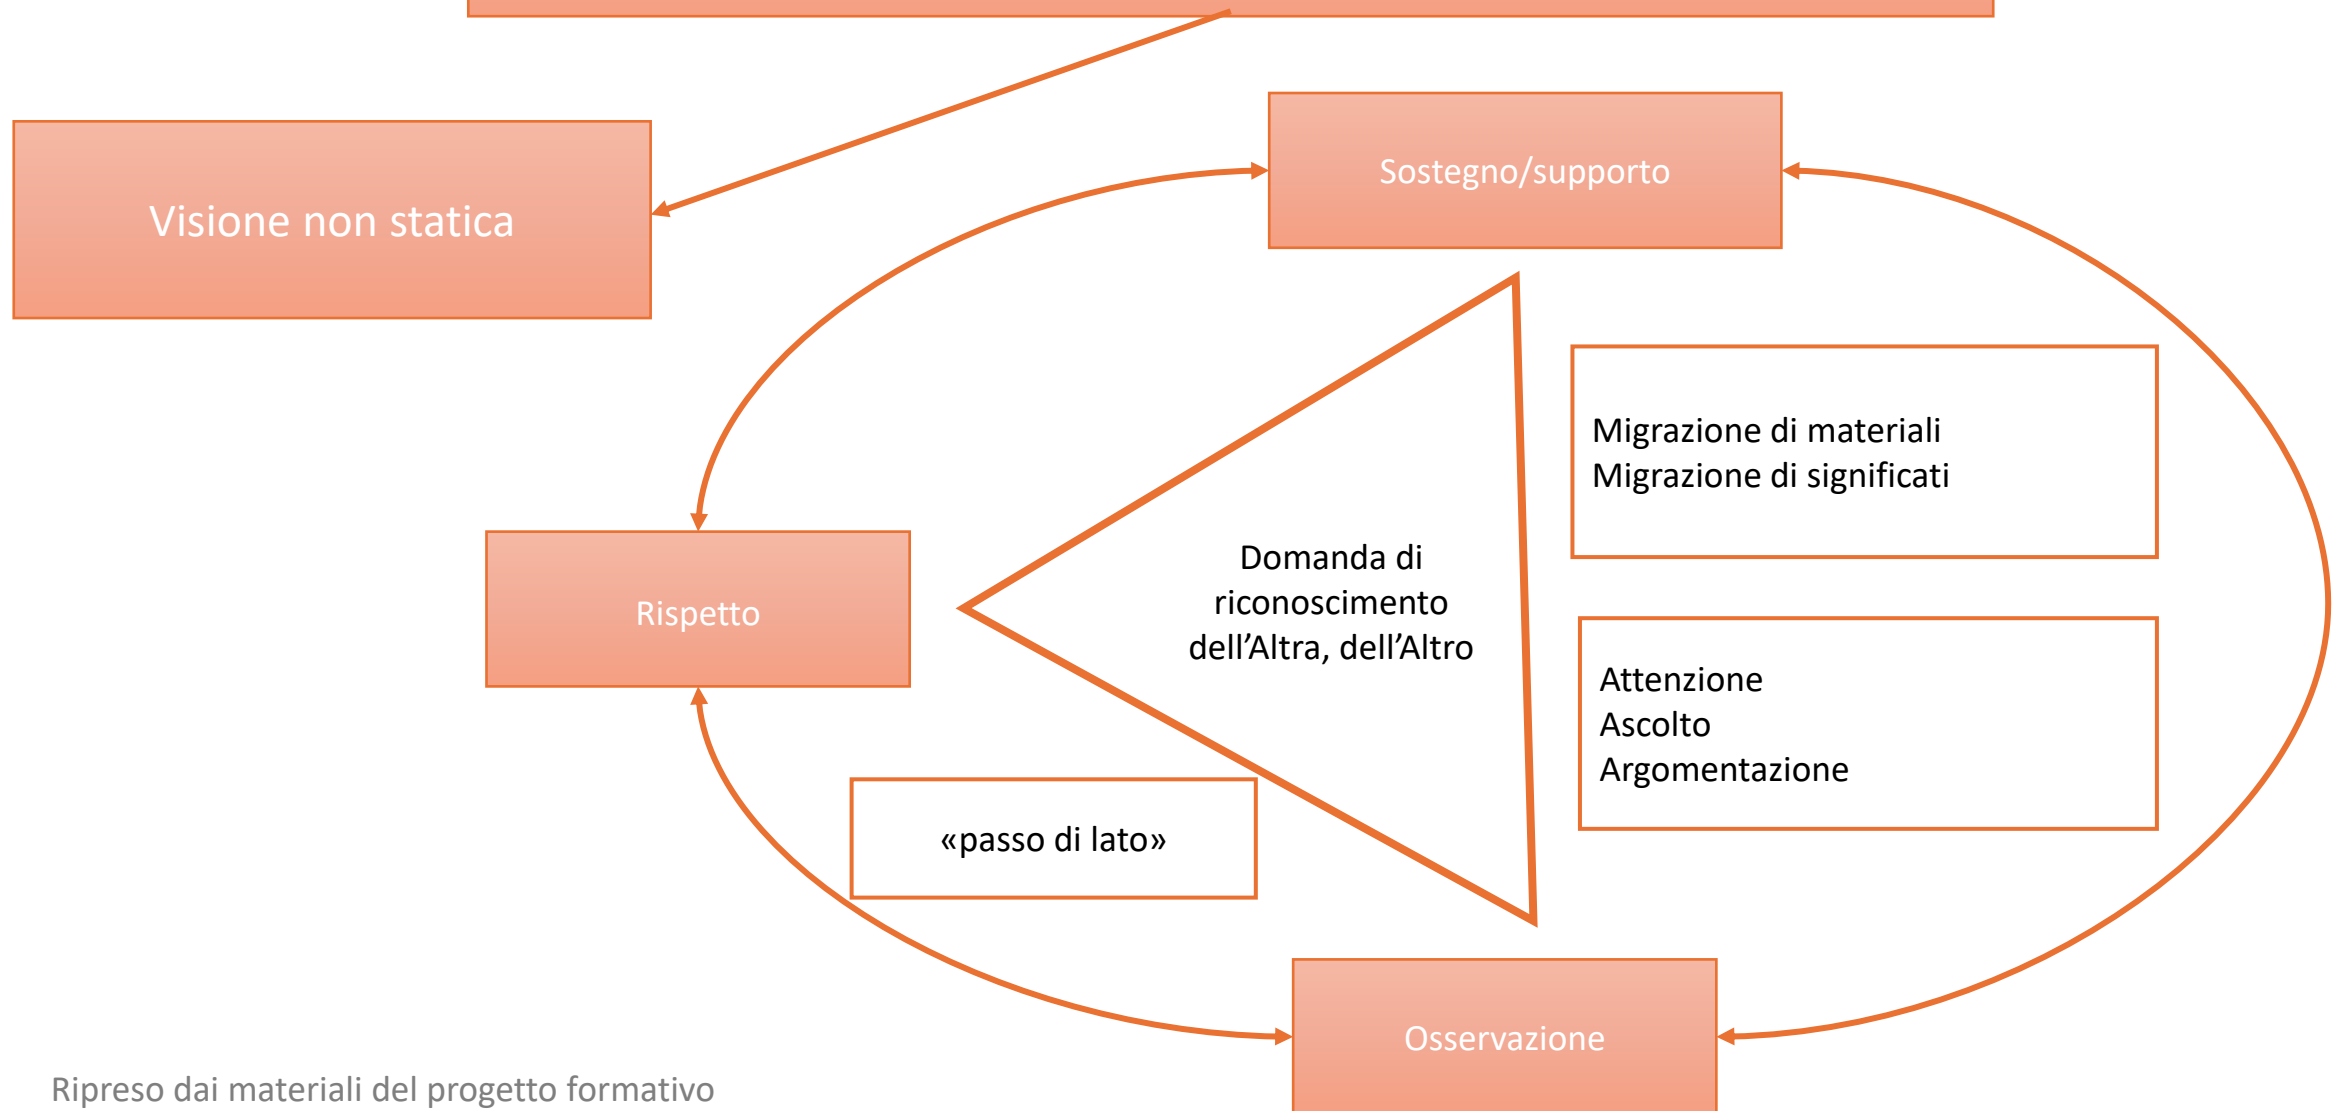 Sostegno/supporto
Visione non statica
Migrazione di materiali
Migrazione di significati
Domanda di
riconoscimento
dell’Altra, dell’Altro
Rispetto
Attenzione
Ascolto
Argomentazione
«passo di lato»
Osservazione
Ripreso dai materiali del progetto formativo